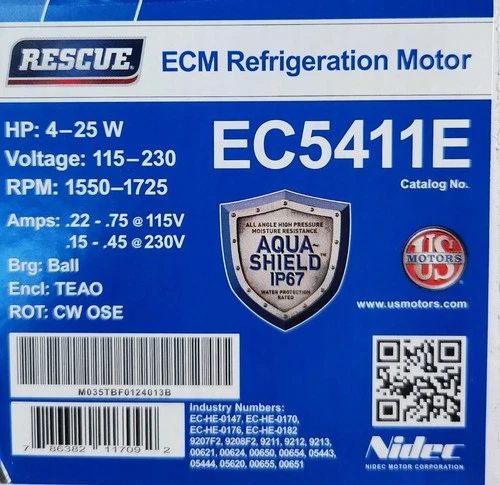 RESCUE
ECM Refrigeration Motor
HP: 4–25 W
Voltage: 115–230
RPM: 1550–1725
EC5411E
Catalog No.
Amps: .22 - .75 @ 115V
.15 - .45 @ 230V
Brg: Ball
Encl: TEAO
ROT: CW OSE
ALL ANGLE HIGH PRESSURE
MOISTURE RESISTANCE
AQUA~
SHIELD™
IP67
WATER PROTECTION
RATED
US
MOTORS
www.usmotors.com
M035TBF0124013B
7 86382 11709 2
Industry Numbers:
EC-HE-0147, EC-HE-0170,
EC-HE-0176, EC-HE-0182
9207F2, 9208F2, 9211, 9212, 9213,
00621, 00624, 00650, 00654, 05443,
05444, 05620, 00655, 00651
Nidec
NIDEC MOTOR CORPORATION